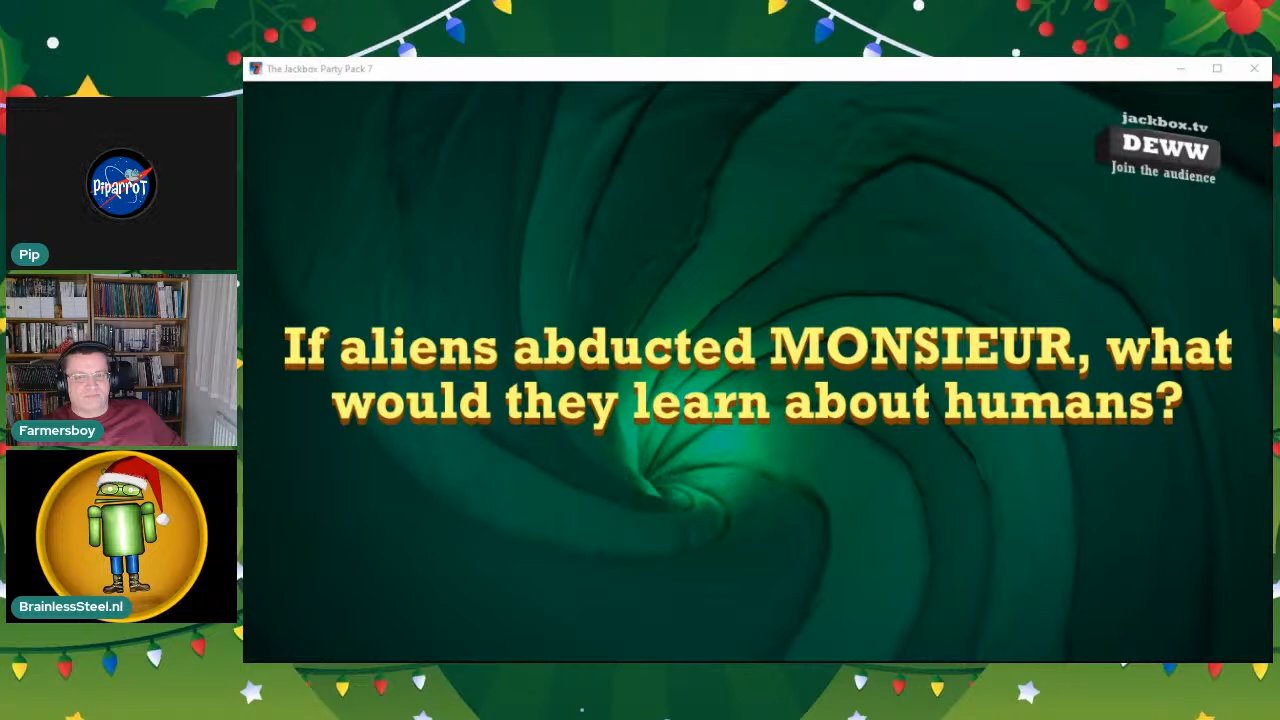 The Jackbox Party Pack 7
jackbox.tv
DEWW
Join the audience
PiparroT
Pip
Farmersboy
BrainlessSteel.nl
If aliens abducted MONSIEUR, what
would they learn about humans?